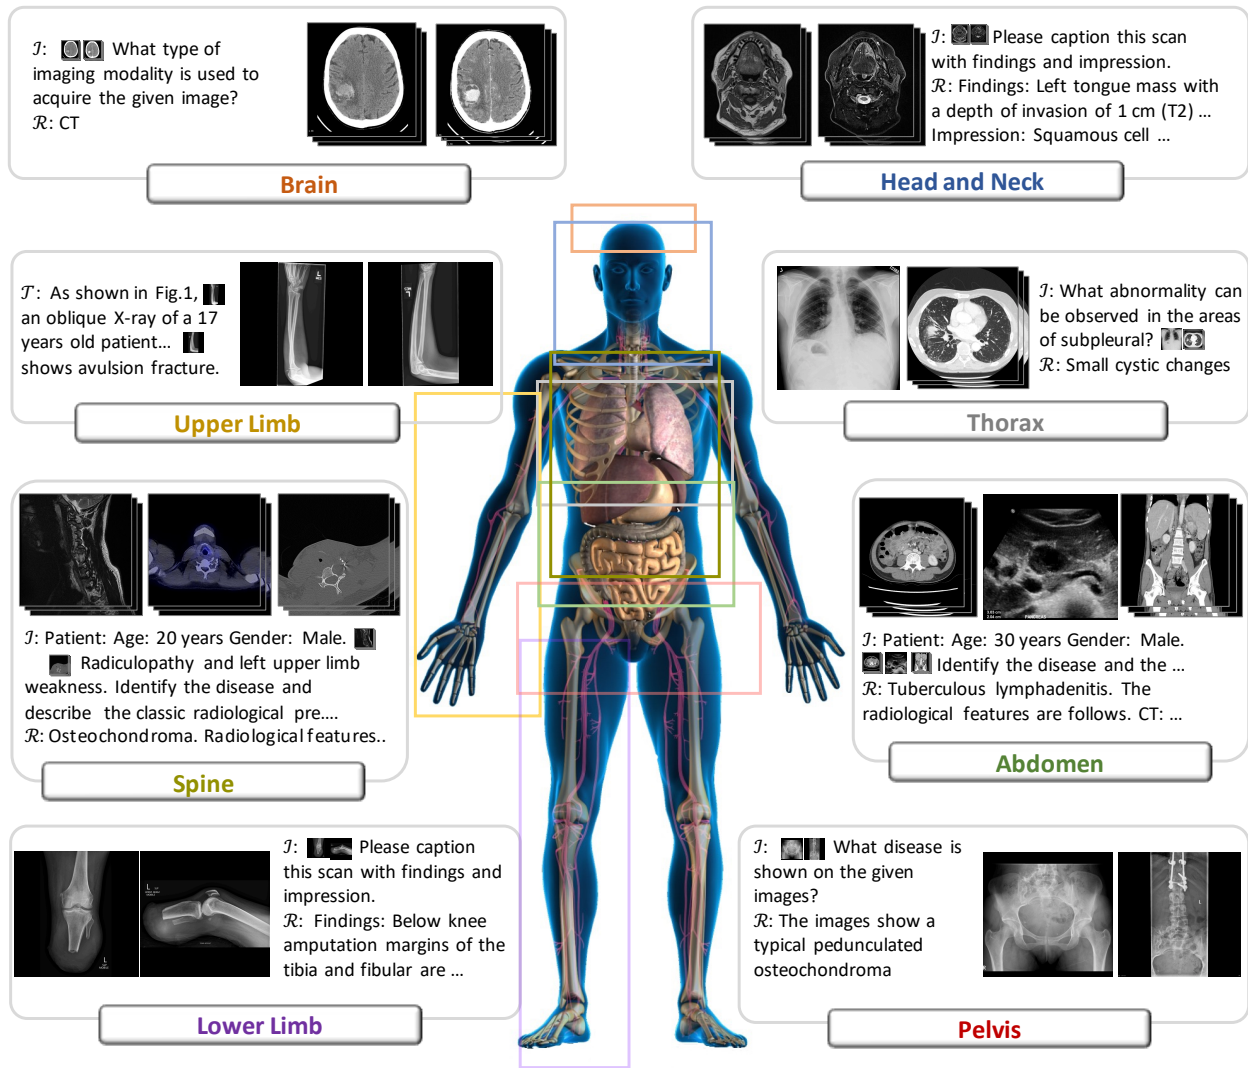 ℐ: What type of
imaging modality is used to
acquire the given image?
ℛ: CT
Brain
ℐ: Please caption this scan
with findings and impression.
ℛ: Findings: Left tongue mass with
a depth of invasion of 1 cm (T2) ...
Impression: Squamous cell ...
Head and Neck
𝒯: As shown in Fig.1,
an oblique X-ray of a 17
years old patient...
shows avulsion fracture.
Upper Limb
ℐ: What abnormality can
be observed in the areas
of subpleural?
ℛ: Small cystic changes
Thorax
ℐ: Patient: Age: 20 years Gender: Male.
Radiculopathy and left upper limb
weakness. Identify the disease and
describe the classic radiological pre....
ℛ: Osteochondroma. Radiological features..
Spine
PANCREAS
ℐ: Patient: Age: 30 years Gender: Male.
Identify the disease and the ...
ℛ: Tuberculous lymphadenitis. The
radiological features are follows. CT: ...
Abdomen
L
L
ℐ: Please caption
this scan with findings and
impression.
ℛ: Findings: Below knee
amputation margins of the
tibia and fibular are ...
Lower Limb
ℐ: What disease is
shown on the given
images?
ℛ: The images show a
typical pedunculated
osteochondroma
L
Pelvis